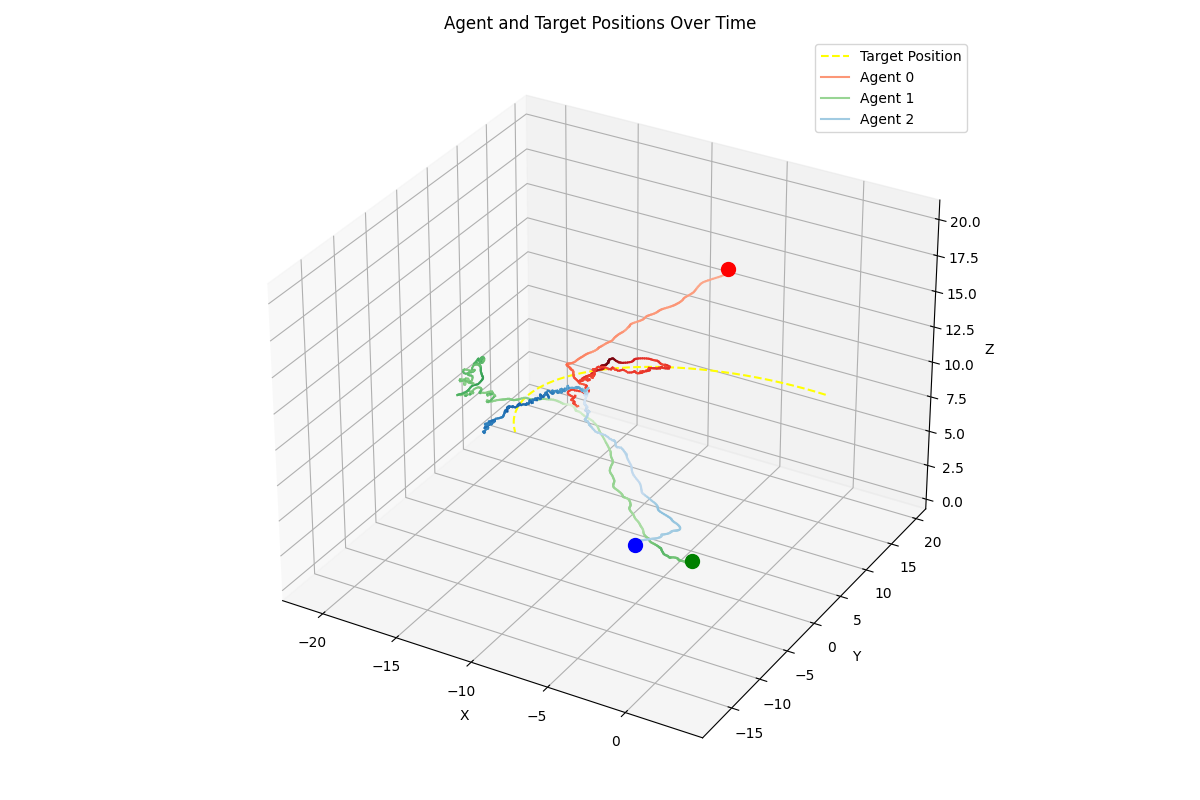 Agent and Target Positions Over Time
Target Position
Agent 0
Agent 1
Agent 2
20.0
17.5
15.0
12.5
Z
10.0
7.5
5.0
2.5
0.0
20
15
10
5
0
Y
−5
−10
−15
−20
−15
−10
X
−5
0